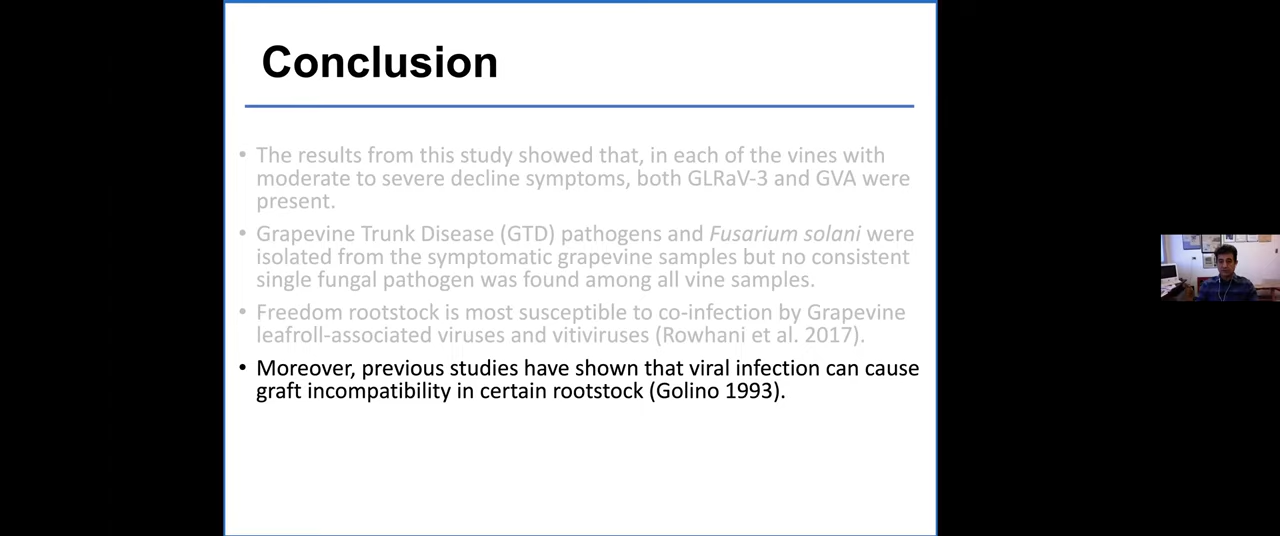 Conclusion
• The results from this study showed that, in each of the vines with
moderate to severe decline symptoms, both GLRaV-3 and GVA were
present.
• Grapevine Trunk Disease (GTD) pathogens and Fusarium solani were
isolated from the symptomatic grapevine samples but no consistent
single fungal pathogen was found among all vine samples.
• Freedom rootstock is most susceptible to co-infection by Grapevine
leafroll-associated viruses and vitiviruses (Rowhani et al. 2017).
• Moreover, previous studies have shown that viral infection can cause
graft incompatibility in certain rootstock (Golino 1993).